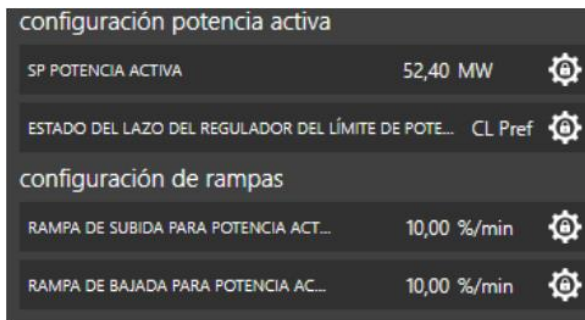 configuración potencia activa
SP POTENCIA ACTIVA 52,40 MW
ESTADO DEL LAZO DEL REGULADOR DEL LÍMITE DE POTE... CL Pref
configuración de rampas
RAMPA DE SUBIDA PARA POTENCIA ACT... 10,00 %/min
RAMPA DE BAJADA PARA POTENCIA AC... 10,00 %/min